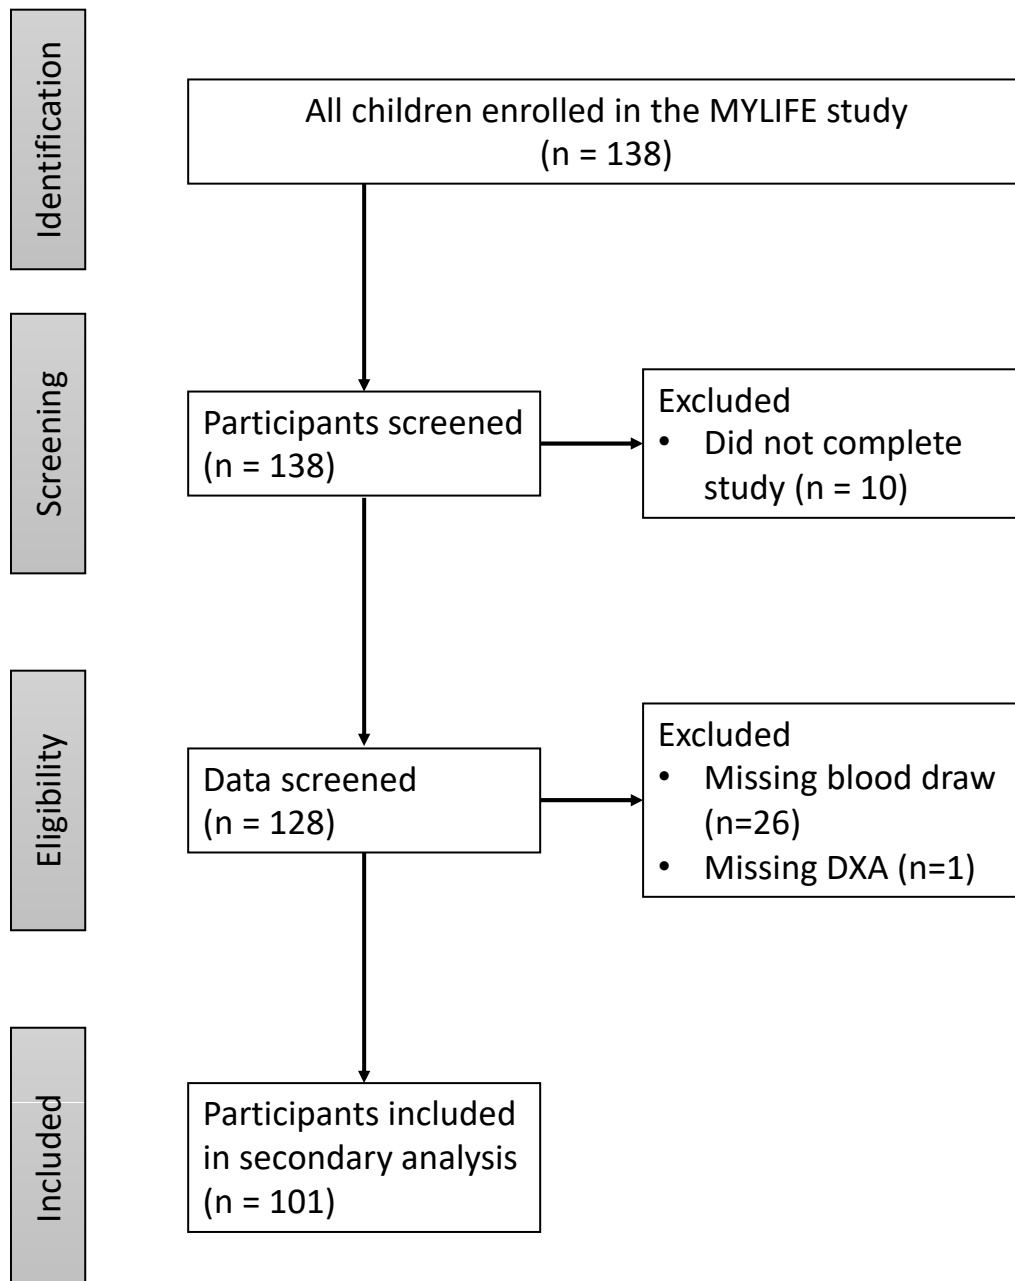 Identification
All children enrolled in the MYLIFE study
(n = 138)
Screening
Participants screened
(n = 138)
Excluded
• Did not complete
study (n = 10)
Eligibility
Data screened
(n = 128)
Excluded
• Missing blood draw
(n=26)
• Missing DXA (n=1)
Included
Participants included
in secondary analysis
(n = 101)